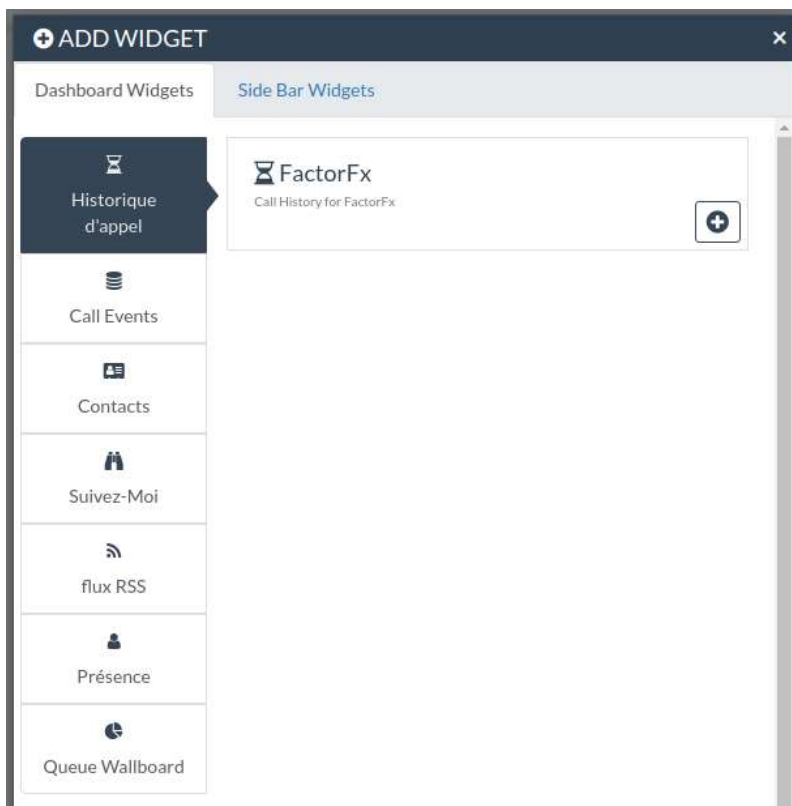 ADD WIDGET
Dashboard Widgets
Side Bar Widgets
Historique
d'appel
FactorFx
Call History for FactorFx
Call Events
Contacts
Suivez-Moi
flux RSS
Présence
Queue Wallboard